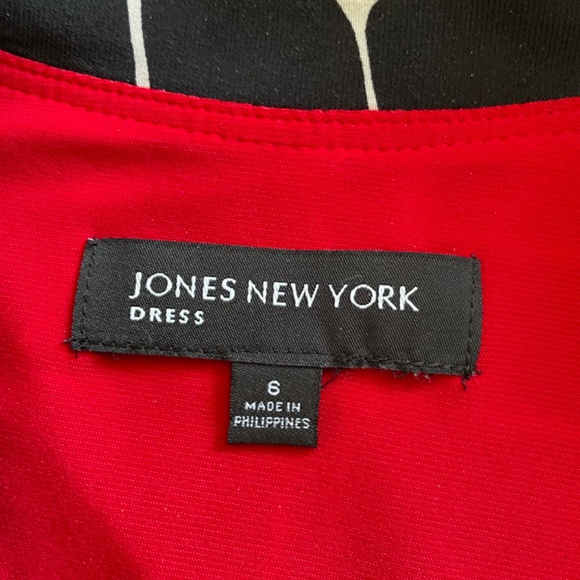 JONES NEW YORK
DRESS
6
MADE IN
PHILIPPINES